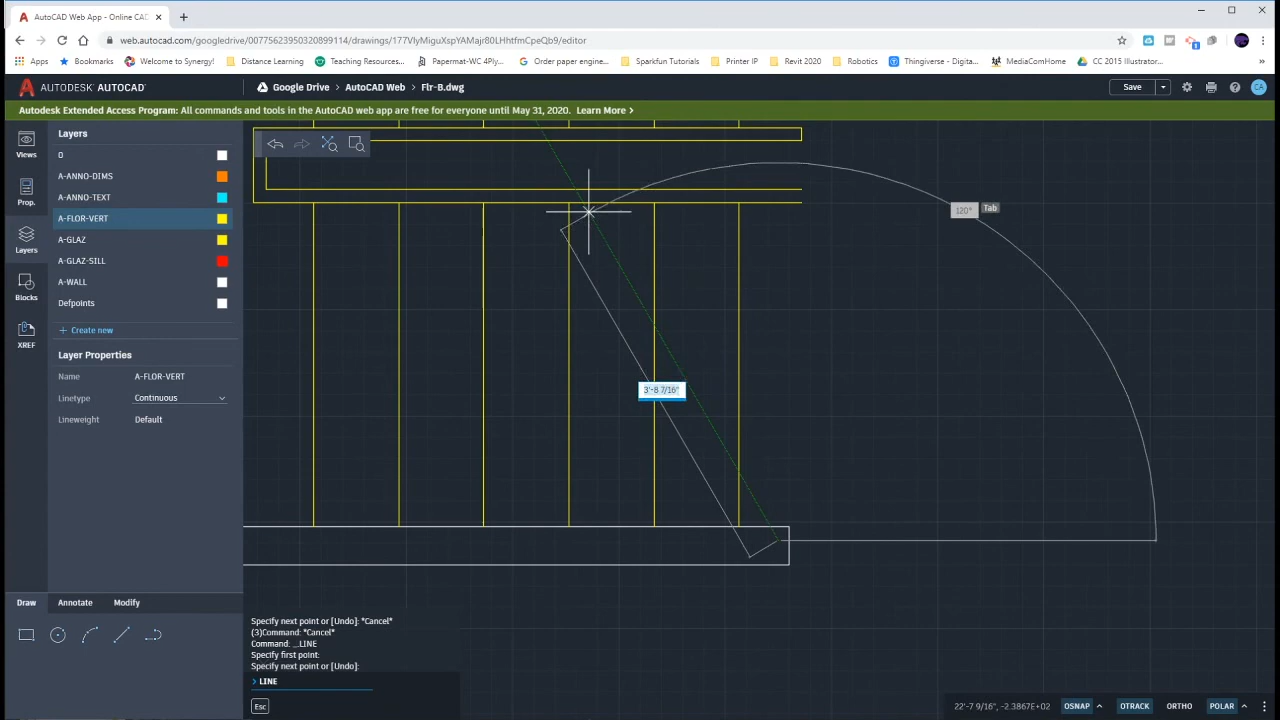 AutoCAD Web App - Online CAD
web.autocad.com/googledrive/00775623950320899114/drawings/177VlyMiguXspYAMajr80LHhtfmCpeQb9/editor
Apps
Bookmarks
Welcome to Synergy!
Distance Learning
Teaching Resources...
Papermat-WC 4Ply...
Order paper engine...
Sparkfun Tutorials
Printer IP
Revit 2020
Robotics
Thingiverse - Digita...
MediaComHome
CC 2015 Illustrator...
AUTODESK® AUTOCAD®
Google Drive
AutoCAD Web
Flr-B.dwg
Save
CA
Autodesk Extended Access Program: All commands and tools in the AutoCAD web app are free for everyone until May 31, 2020. Learn More >
Views
Prop.
Layers
Blocks
XREF
Layers
0
A-ANNO-DIMS
A-ANNO-TEXT
A-FLOR-VERT
A-GLAZ
A-GLAZ-SILL
A-WALL
Defpoints
+ Create new
Layer Properties
Name A-FLOR-VERT
Linetype Continuous
Lineweight Default
120° Tab
3'-8 7/16"
Draw Annotate Modify
Specify next point or [Undo]: *Cancel*
(3)Command: *Cancel*
Command: _.LINE
Specify first point:
Specify next point or [Undo]:
> LINE
Esc
22'-7 9/16", -2.3867E+02 OSNAP OTRACK ORTHO POLAR